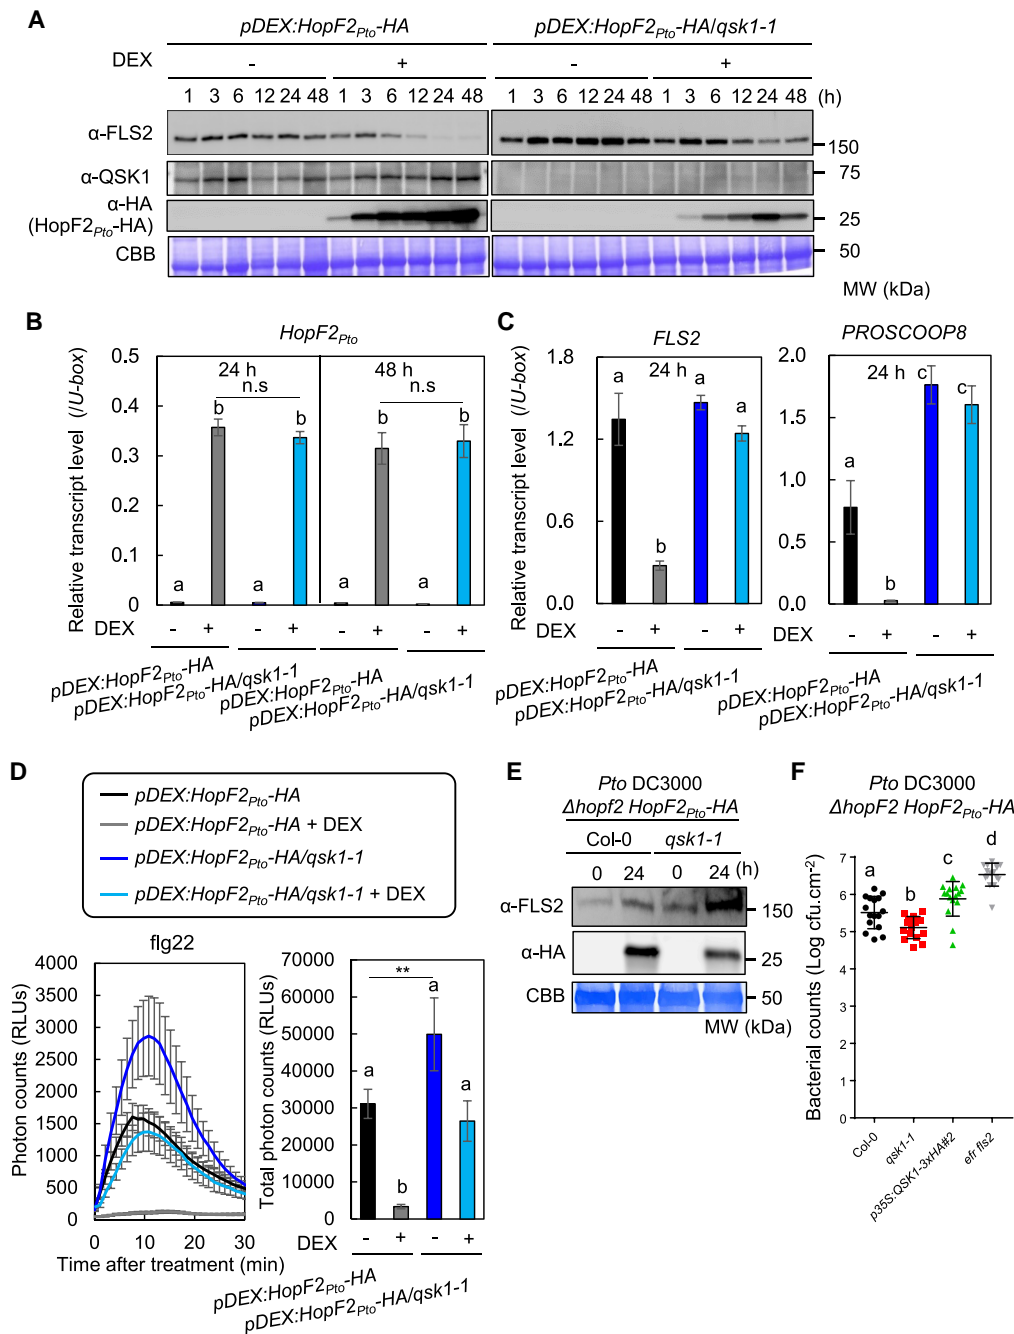 A
pDEX:HopF2Pto-HA
pDEX:HopF2Pto-HA/qsk1-1
DEX - + - +
1 3 6 12 24 48 1 3 6 12 24 48 1 3 6 12 24 48 1 3 6 12 24 48 (h)
α-FLS2
150
α-QSK1
75
α-HA
(HopF2Pto-HA)
25
CBB
50
MW (kDa)
B
HopF2Pto
Relative transcript level (/U-box)
0.5
0.4
0.3
0.2
0.1
0
24 h
48 h
n.s
n.s
a b a b a b a b
DEX - + - + - + - +
pDEX:HopF2Pto-HA
pDEX:HopF2Pto-HA/qsk1-1
pDEX:HopF2Pto-HA
pDEX:HopF2Pto-HA/qsk1-1
C
FLS2
Relative transcript level (/U-box)
1.8
1.2
0.6
0.0
24 h
a b a a
DEX - + - +
pDEX:HopF2Pto-HA
pDEX:HopF2Pto-HA/qsk1-1
PROSCOOP8
2.0
1.5
1.0
0.5
0.0
24 h
a b c c
DEX - + - +
pDEX:HopF2Pto-HA
pDEX:HopF2Pto-HA/qsk1-1
D
pDEX:HopF2Pto-HA
pDEX:HopF2Pto-HA + DEX
pDEX:HopF2Pto-HA/qsk1-1
pDEX:HopF2Pto-HA/qsk1-1 + DEX
flg22
Photon counts (RLUs)
4000
3500
3000
2500
2000
1500
1000
500
0
0 10 20 30
Time after treatment (min)
Total photon counts (RLUs)
70000
60000
50000
40000
30000
20000
10000
0
**
a b a a
DEX - + - +
pDEX:HopF2Pto-HA
pDEX:HopF2Pto-HA/qsk1-1
E
Pto DC3000
Δhopf2 HopF2Pto-HA
Col-0 qsk1-1
0 24 0 24 (h)
α-FLS2
150
α-HA
25
CBB
50
MW (kDa)
F
Pto DC3000
ΔhopF2 HopF2Pto-HA
Bacterial counts (Log cfu.cm-2)
7
6
5
4
3
2
1
0
a b c d
Col-0
qsk1-1
p35S:QSK1-3xHA#2
efr fls2